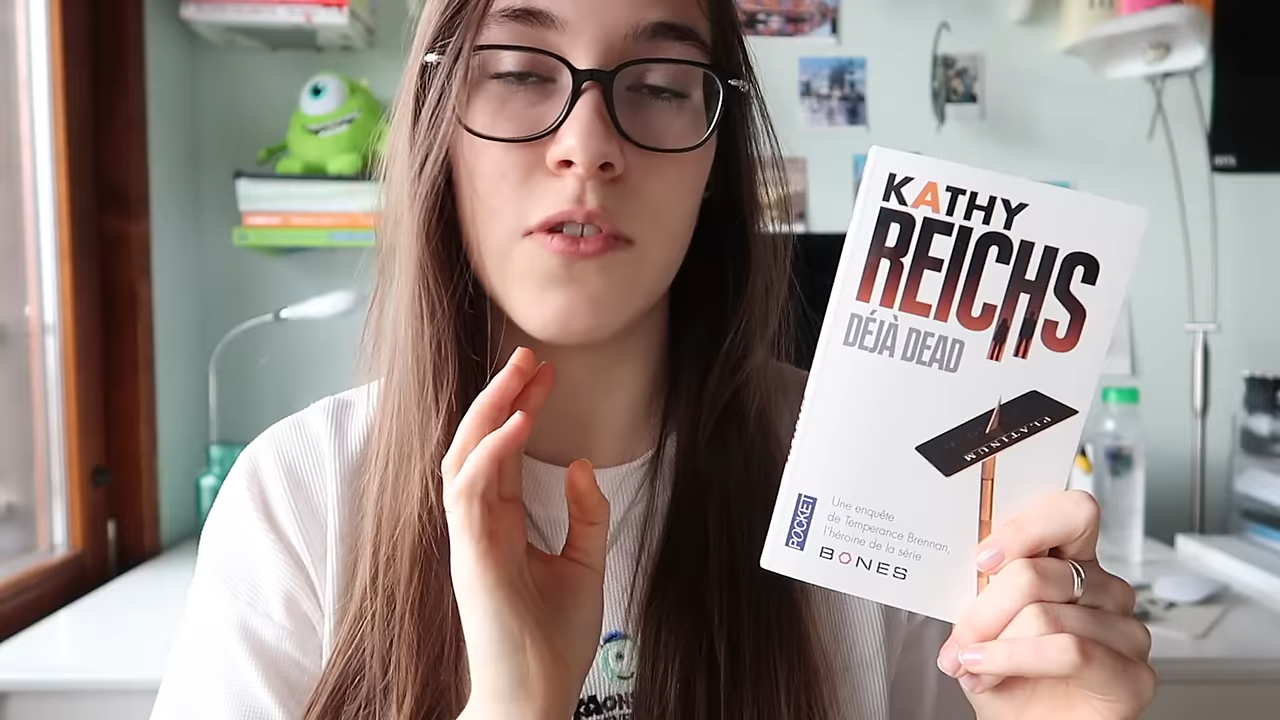 KATHY
REICHS
DÉJÀ DEAD
PLATINUM
POCKET
Une enquête
de Temperance Brennan,
l'héroïne de la série
BONES